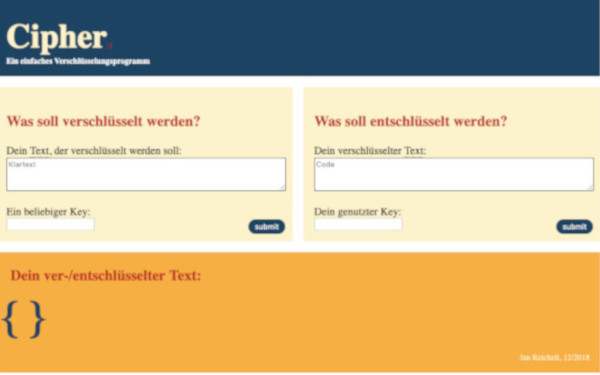 Cipher.
Ein einfaches Verschlüsselungsprogramm
Was soll verschlüsselt werden?
Dein Text, der verschlüsselt werden soll:
Klartext
Ein beliebiger Key:
submit
Was soll entschlüsselt werden?
Dein verschlüsselter Text:
Code
Dein genutzter Key:
submit
Dein ver-/entschlüsselter Text:
{ }
Jan 12/2018